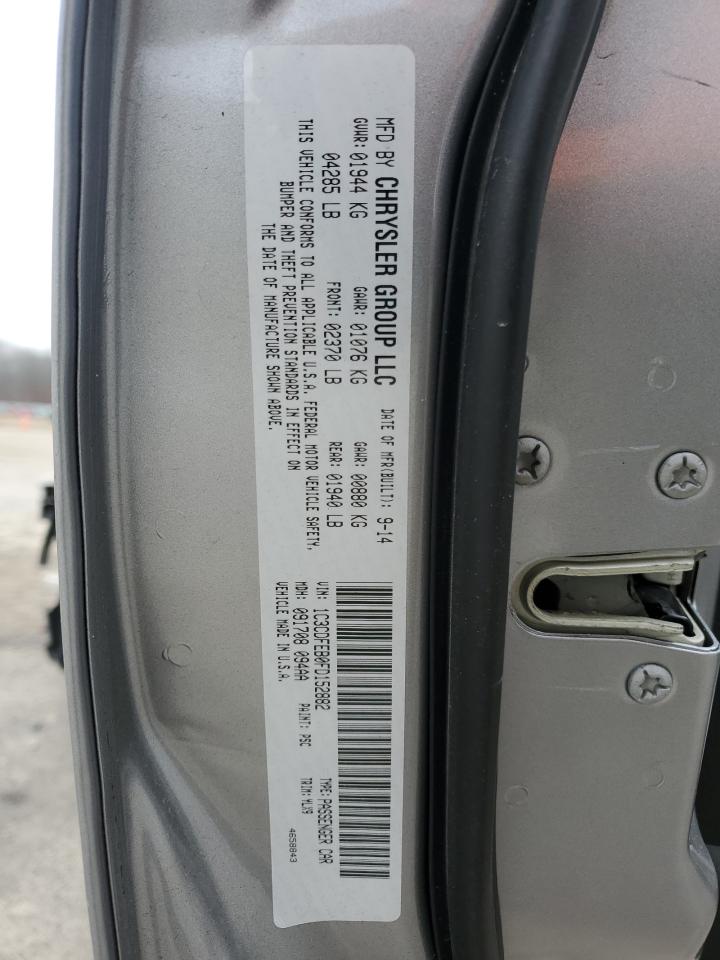 MFD BY CHRYSLER GROUP LLC DATE OF MFR(BUILT): 9-14
GVWR: 01944 KG GAWR: 01076 KG GAWR: 00880 KG
04285 LB FRONT: 02370 LB REAR: 01940 LB
THIS VEHICLE CONFORMS TO ALL APPLICABLE U.S.A. FEDERAL MOTOR VEHICLE SAFETY,
BUMPER AND THEFT PREVENTION STANDARDS IN EFFECT ON
THE DATE OF MANUFACTURE SHOWN ABOVE.
VIN: 1C3CDFEB0FD152882 TYPE: PASSENGER CAR
MDH: 091708 094AA PAINT: PSC TRIM: MLX9
VEHICLE MADE IN U.S.A. 4658843